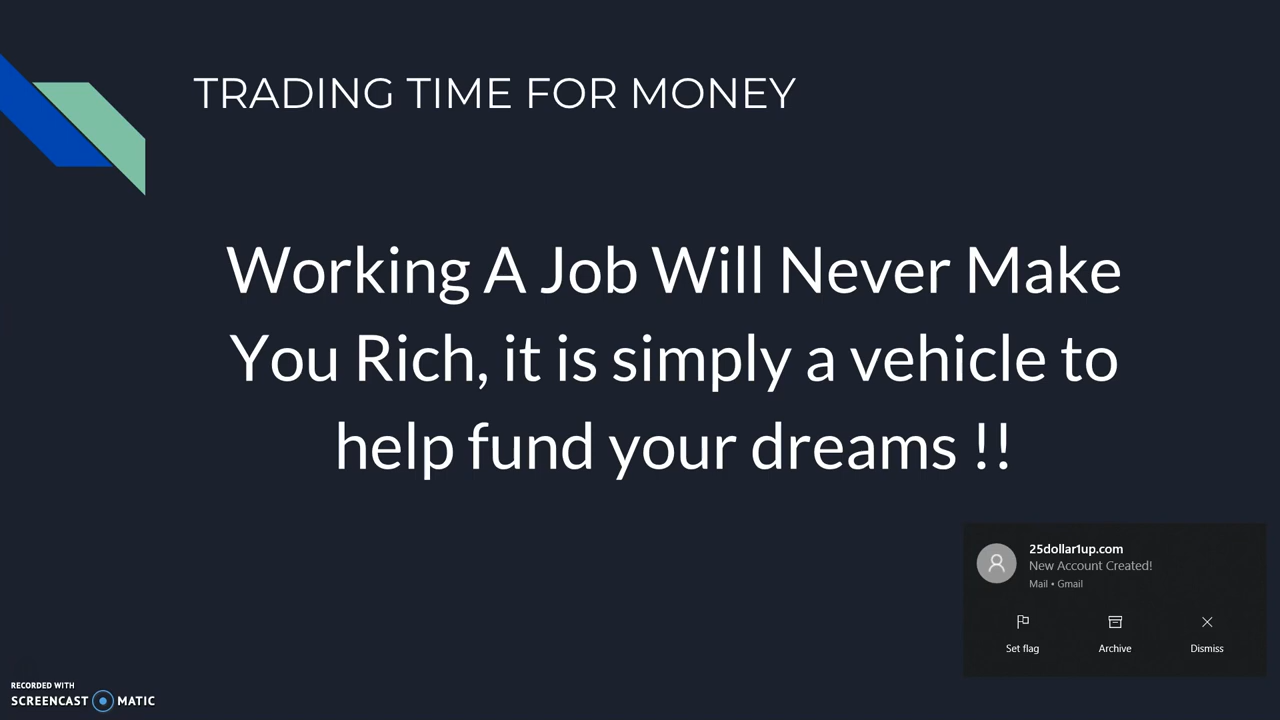 TRADING TIME FOR MONEY
Working A Job Will Never Make
You Rich, it is simply a vehicle to
help fund your dreams !!
25dollar1up.com
New Account Created!
Mail • Gmail
Set flag Archive Dismiss
RECORDED WITH
SCREENCAST MATIC